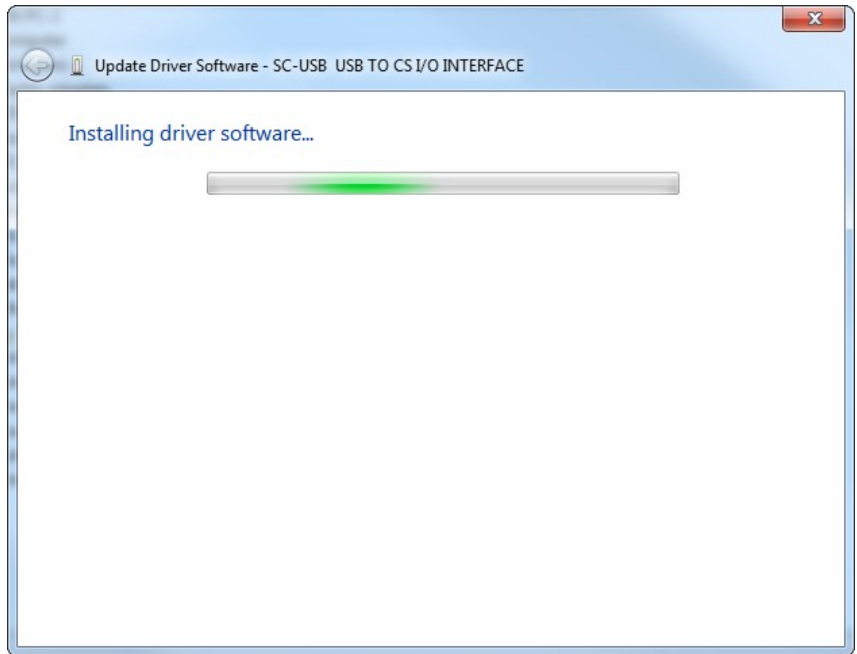 Update Driver Software - SC-USB  USB TO CS I/O INTERFACE
Installing driver software...